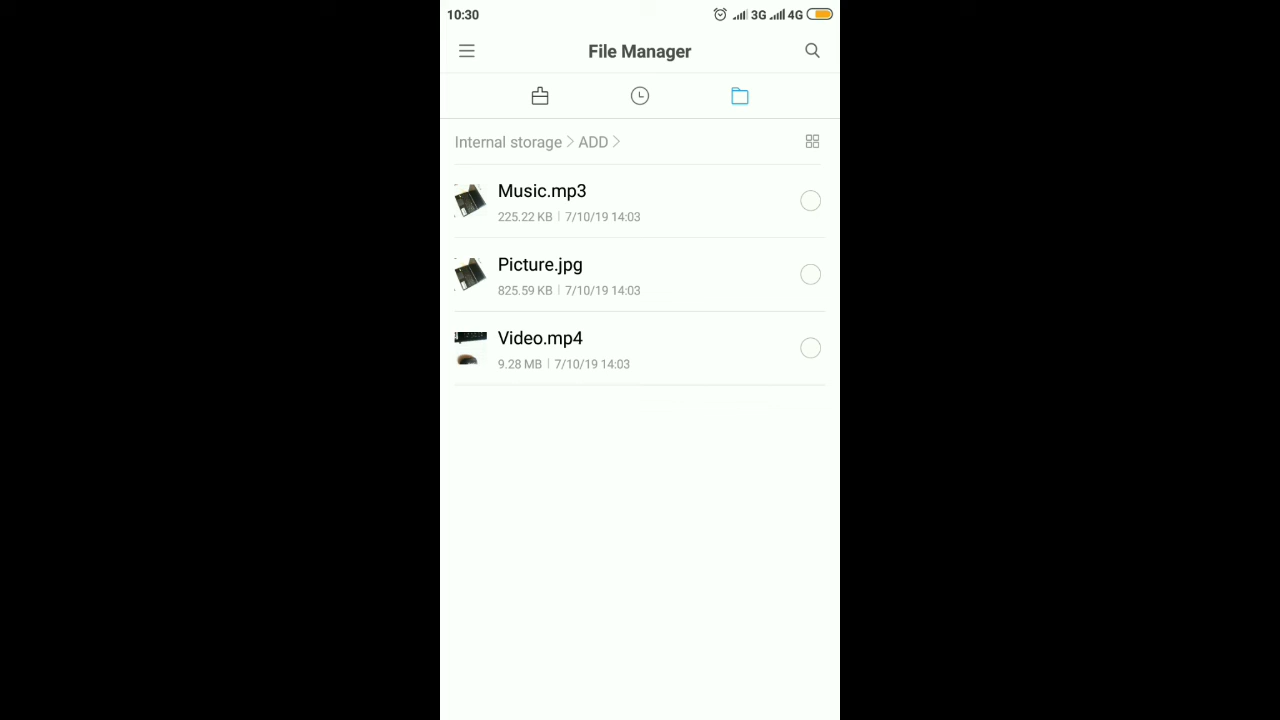 10:30 3G 4G
File Manager
Internal storage > ADD >
Music.mp3
225.22 KB | 7/10/19 14:03
Picture.jpg
825.59 KB | 7/10/19 14:03
Video.mp4
9.28 MB | 7/10/19 14:03